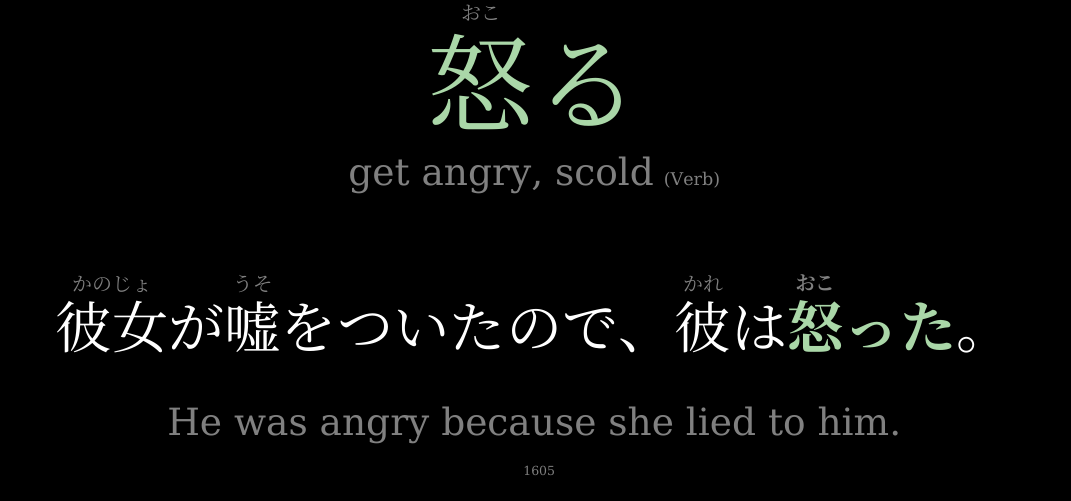 おこ
怒る
get angry, scold (Verb)
かのじょ うそ かれ おこ
彼女が嘘をついたので、彼は怒った。
He was angry because she lied to him.
1605